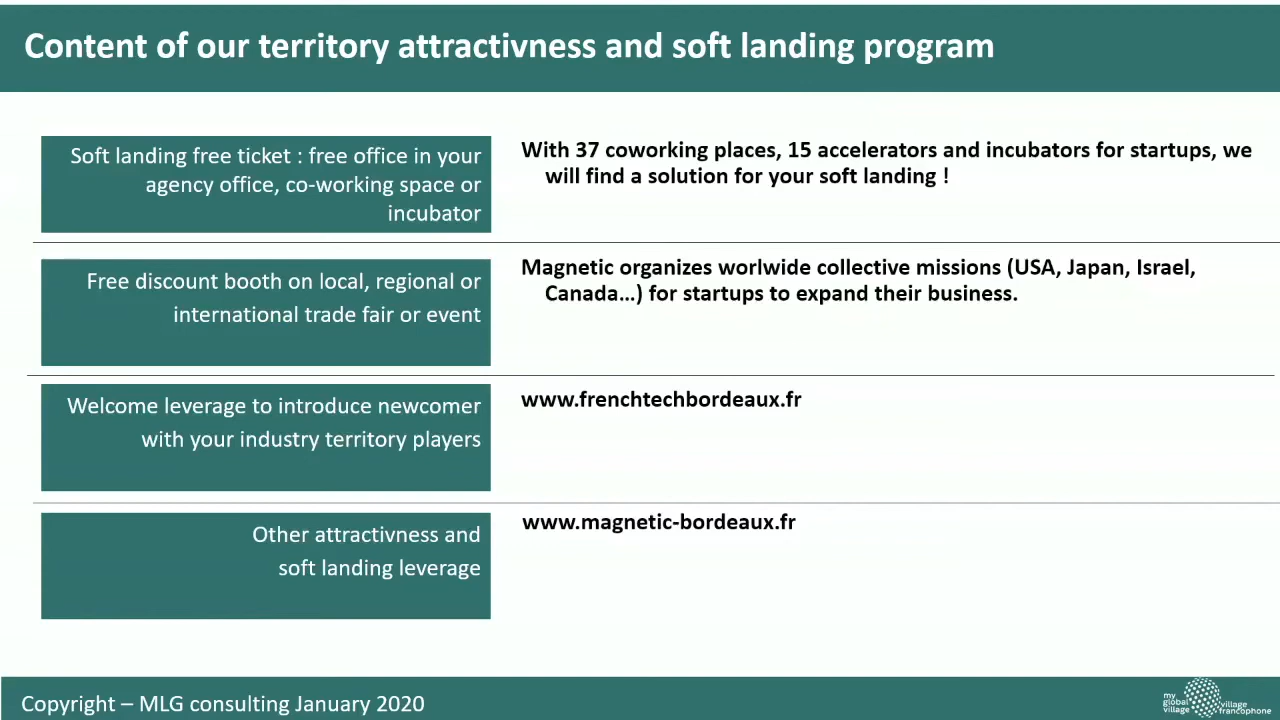 Content of our territory attractivness and soft landing program
Soft landing free ticket : free office in your
agency office, co-working space or
incubator
With 37 coworking places, 15 accelerators and incubators for startups, we
will find a solution for your soft landing !
Free discount booth on local, regional or
international trade fair or event
Magnetic organizes worlwide collective missions (USA, Japan, Israel,
Canada…) for startups to expand their business.
Welcome leverage to introduce newcomer
with your industry territory players
www.frenchtechbordeaux.fr
Other attractivness and
soft landing leverage
www.magnetic-bordeaux.fr
Copyright – MLG consulting January 2020
my
global
village
village
francophone